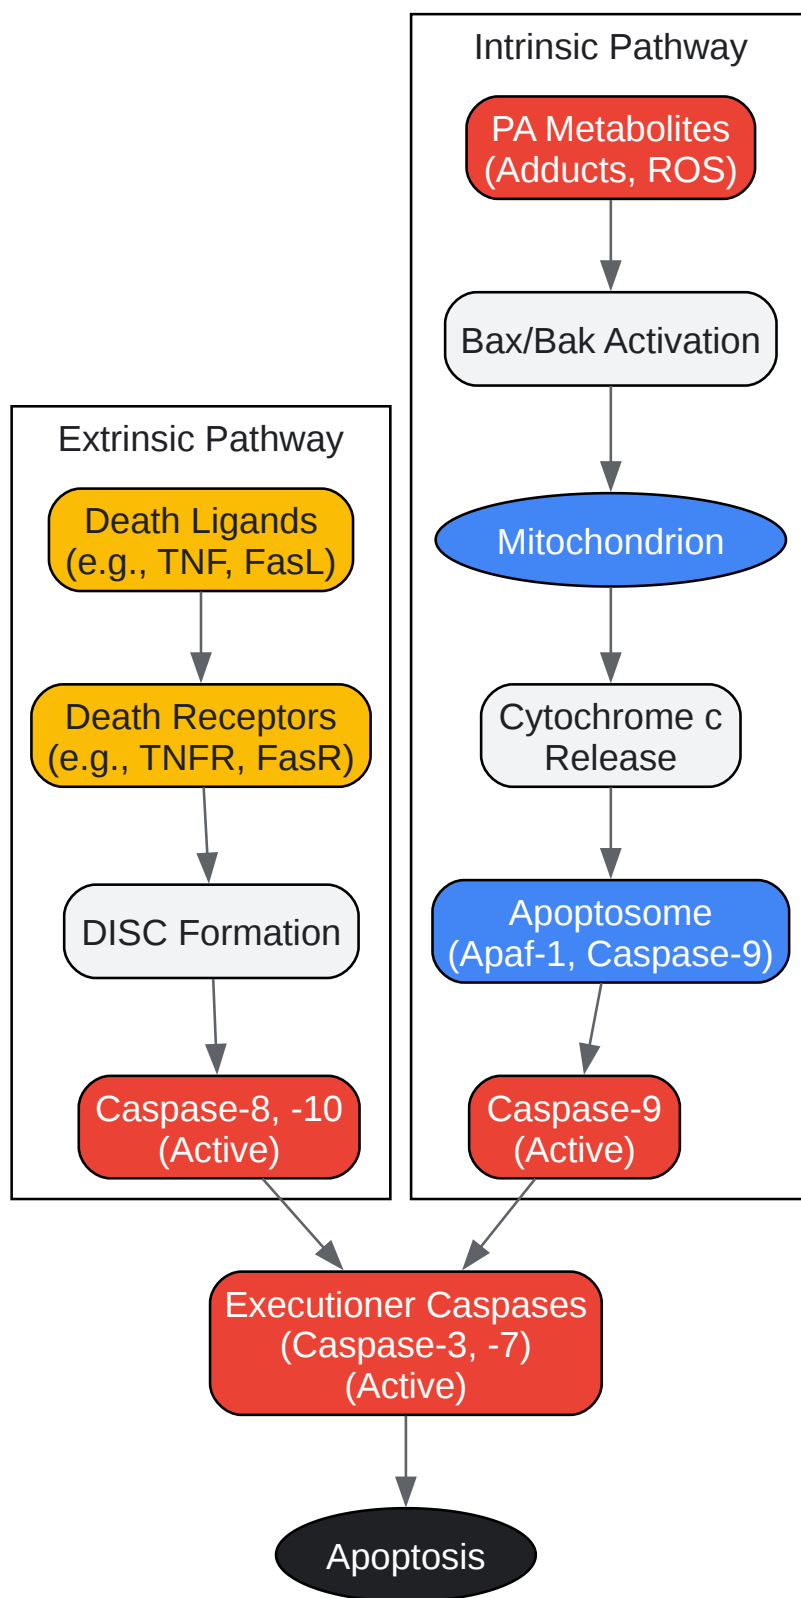 Intrinsic Pathway
PA Metabolites
(Adducts, ROS)
Bax/Bak Activation
Mitochondrion
Cytochrome c
Release
Apoptosome
(Apaf-1, Caspase-9)
Caspase-9
(Active)
Extrinsic Pathway
Death Ligands
(e.g., TNF, FasL)
Death Receptors
(e.g., TNFR, FasR)
DISC Formation
Caspase-8, -10
(Active)
Executioner Caspases
(Caspase-3, -7)
(Active)
Apoptosis